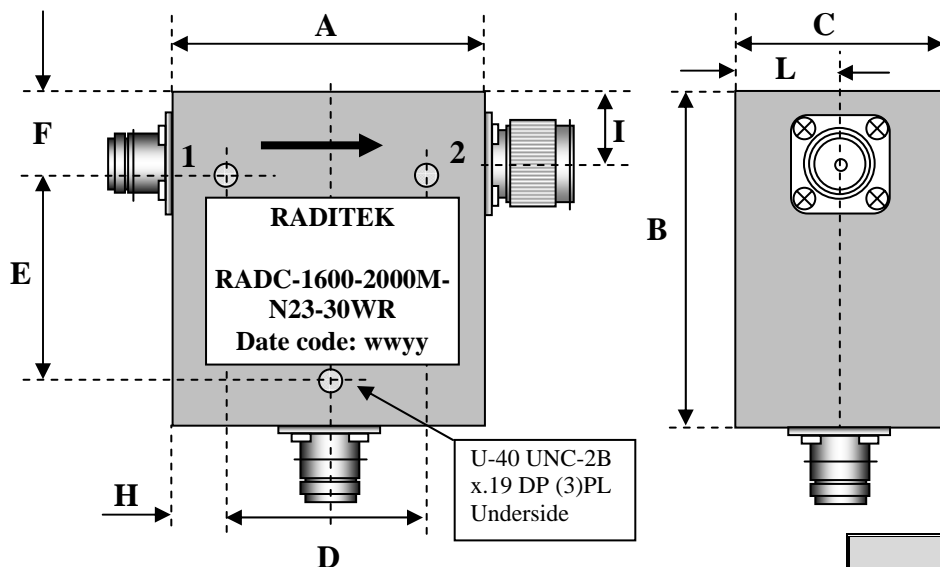 A
C
L
F
I
1
2
B
RADITEK
E
RADC-1600-2000M-
N23-30WR
Date code: wwyy
U-40 UNC-2B
x.19 DP (3)PL
Underside
H
D